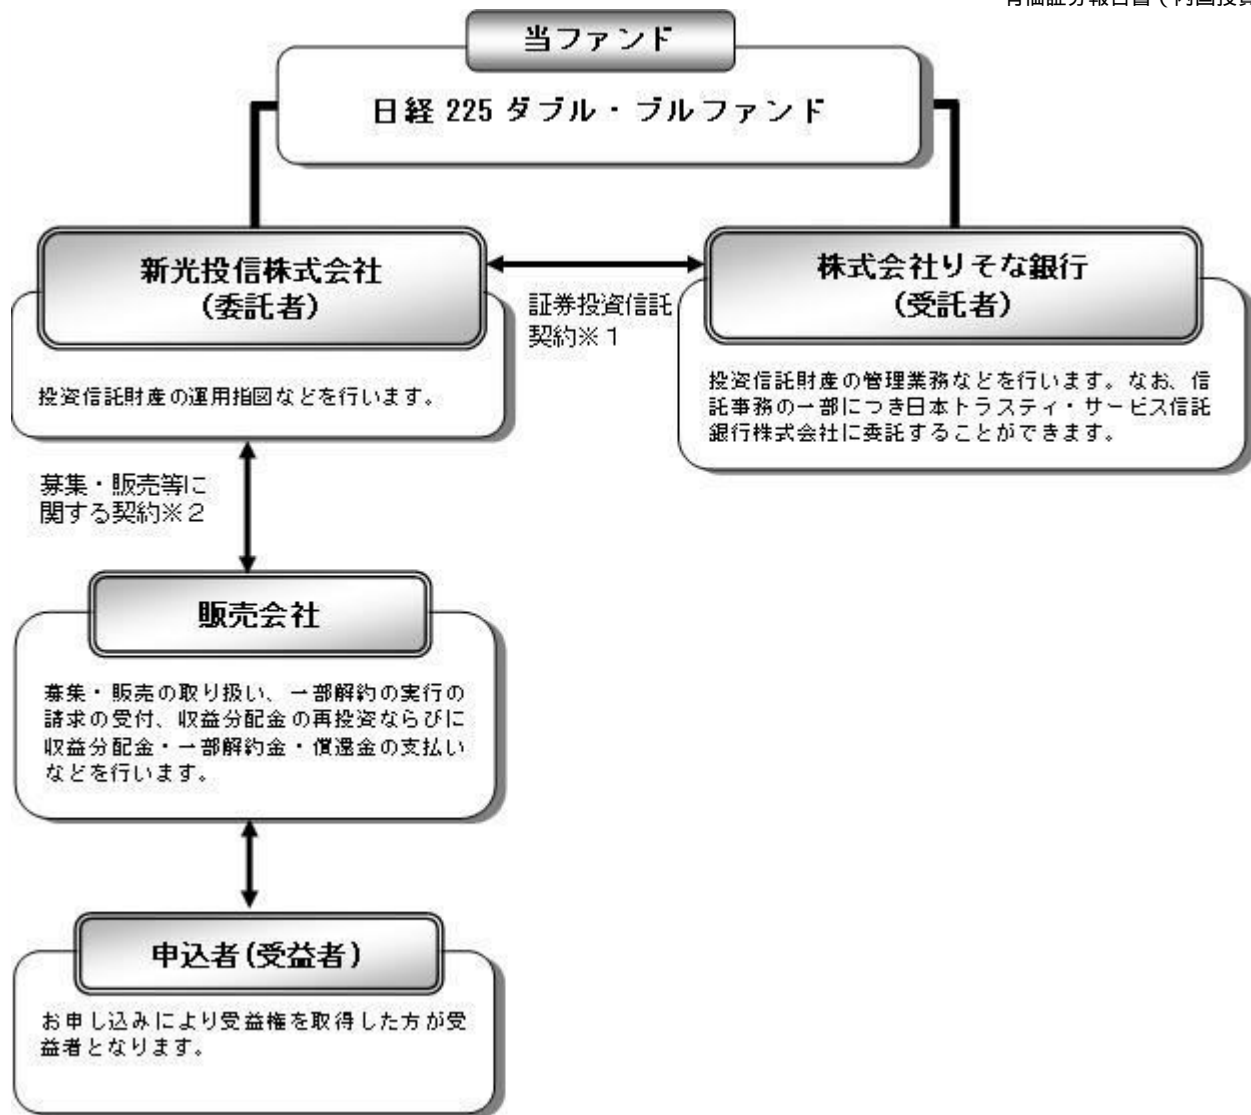 当ファンド
日経 225 ダブル・ブルファンド
新光投信株式会社
(委託者)
投資信託財産の運用指図などを行います。
証券投資信託
契約※１
株式会社りそな銀行
(受託者)
投資信託財産の管理業務などを行います。なお、信
託事務の一部につき日本トラスティ・サービス信託
銀行株式会社に委託することができます。
募集・販売等に
関する契約※２
販売会社
募集・販売の取り扱い、一部解約の実行の
請求の受付、収益分配金の再投資ならびに
収益分配金・一部解約金・償還金の支払い
などを行います。
申込者(受益者)
お申し込みにより受益権を取得した方が受
益者となります。